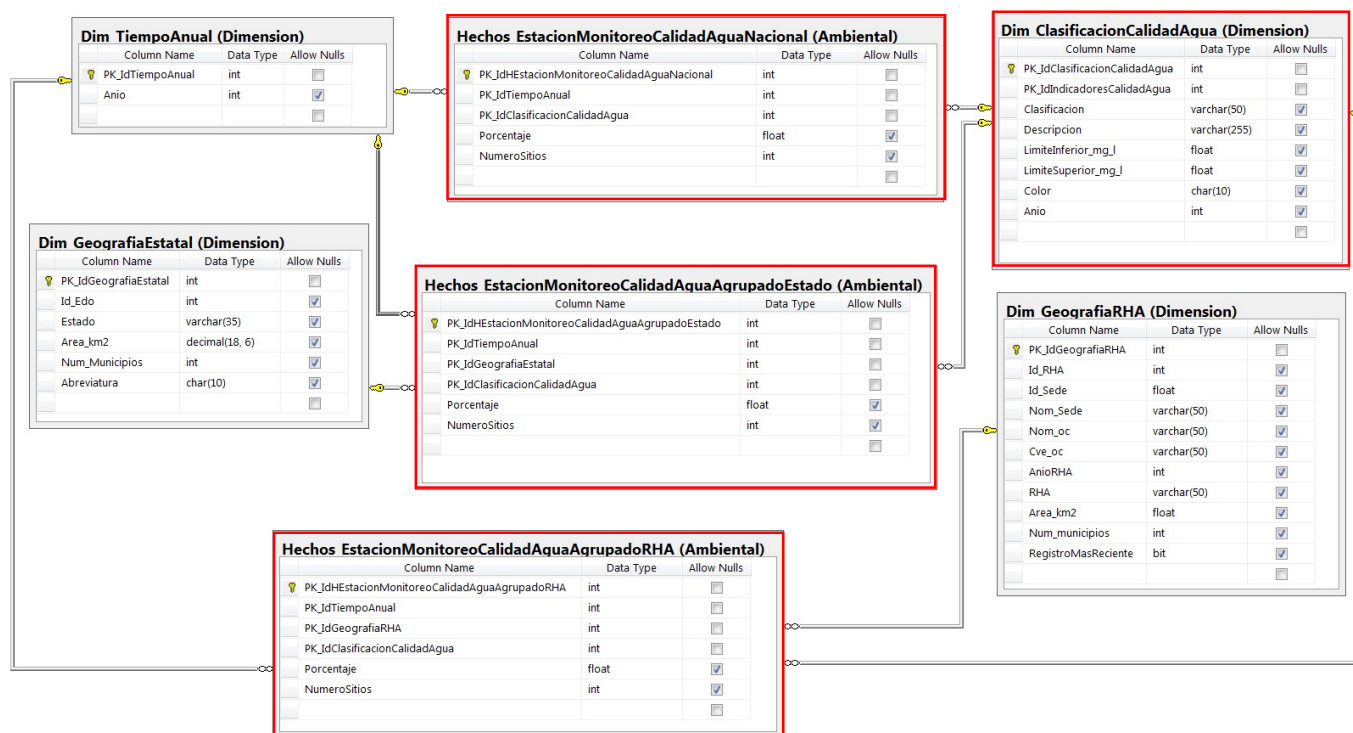 Dim_TiempoAnual (Dimension)
Column Name Data Type Allow Nulls
PK_IdTiempoAnual int
Anio int
Hechos_EstacionMonitoreoCalidadAguaNacional (Ambiental)
Column Name Data Type Allow Nulls
PK_IdHEstacionMonitoreoCalidadAguaNacional int
PK_IdTiempoAnual int
PK_IdClasificacionCalidadAgua int
Porcentaje float
NumeroSitios int
Dim_ClasificacionCalidadAgua (Dimension)
Column Name Data Type Allow Nulls
PK_IdClasificacionCalidadAgua int
PK_IdIndicadoresCalidadAgua int
Clasificacion varchar(50)
Descripcion varchar(255)
LimiteInferior_mg_l float
LimiteSuperior_mg_l float
Color char(10)
Anio int
Dim_GeografiaEstatal (Dimension)
Column Name Data Type Allow Nulls
PK_IdGeografiaEstatal int
Id_Edo int
Estado varchar(35)
Area_km2 decimal(18, 6)
Num_Municipios int
Abreviatura char(10)
Hechos_EstacionMonitoreoCalidadAguaAgrupadoEstado (Ambiental)
Column Name Data Type Allow Nulls
PK_IdHEstacionMonitoreoCalidadAguaAgrupadoEstado int
PK_IdTiempoAnual int
PK_IdGeografiaEstatal int
PK_IdClasificacionCalidadAgua int
Porcentaje float
NumeroSitios int
Dim_GeografiaRHA (Dimension)
Column Name Data Type Allow Nulls
PK_IdGeografiaRHA int
Id_RHA int
Id_Sede float
Nom_Sede varchar(50)
Nom_oc varchar(50)
Cve_oc varchar(50)
AnioRHA int
RHA varchar(50)
Area_km2 float
Num_municipios int
RegistroMasReciente bit
Hechos_EstacionMonitoreoCalidadAguaAgrupadoRHA (Ambiental)
Column Name Data Type Allow Nulls
PK_IdHEstacionMonitoreoCalidadAguaAgrupadoRHA int
PK_IdTiempoAnual int
PK_IdGeografiaRHA int
PK_IdClasificacionCalidadAgua int
Porcentaje float
NumeroSitios int